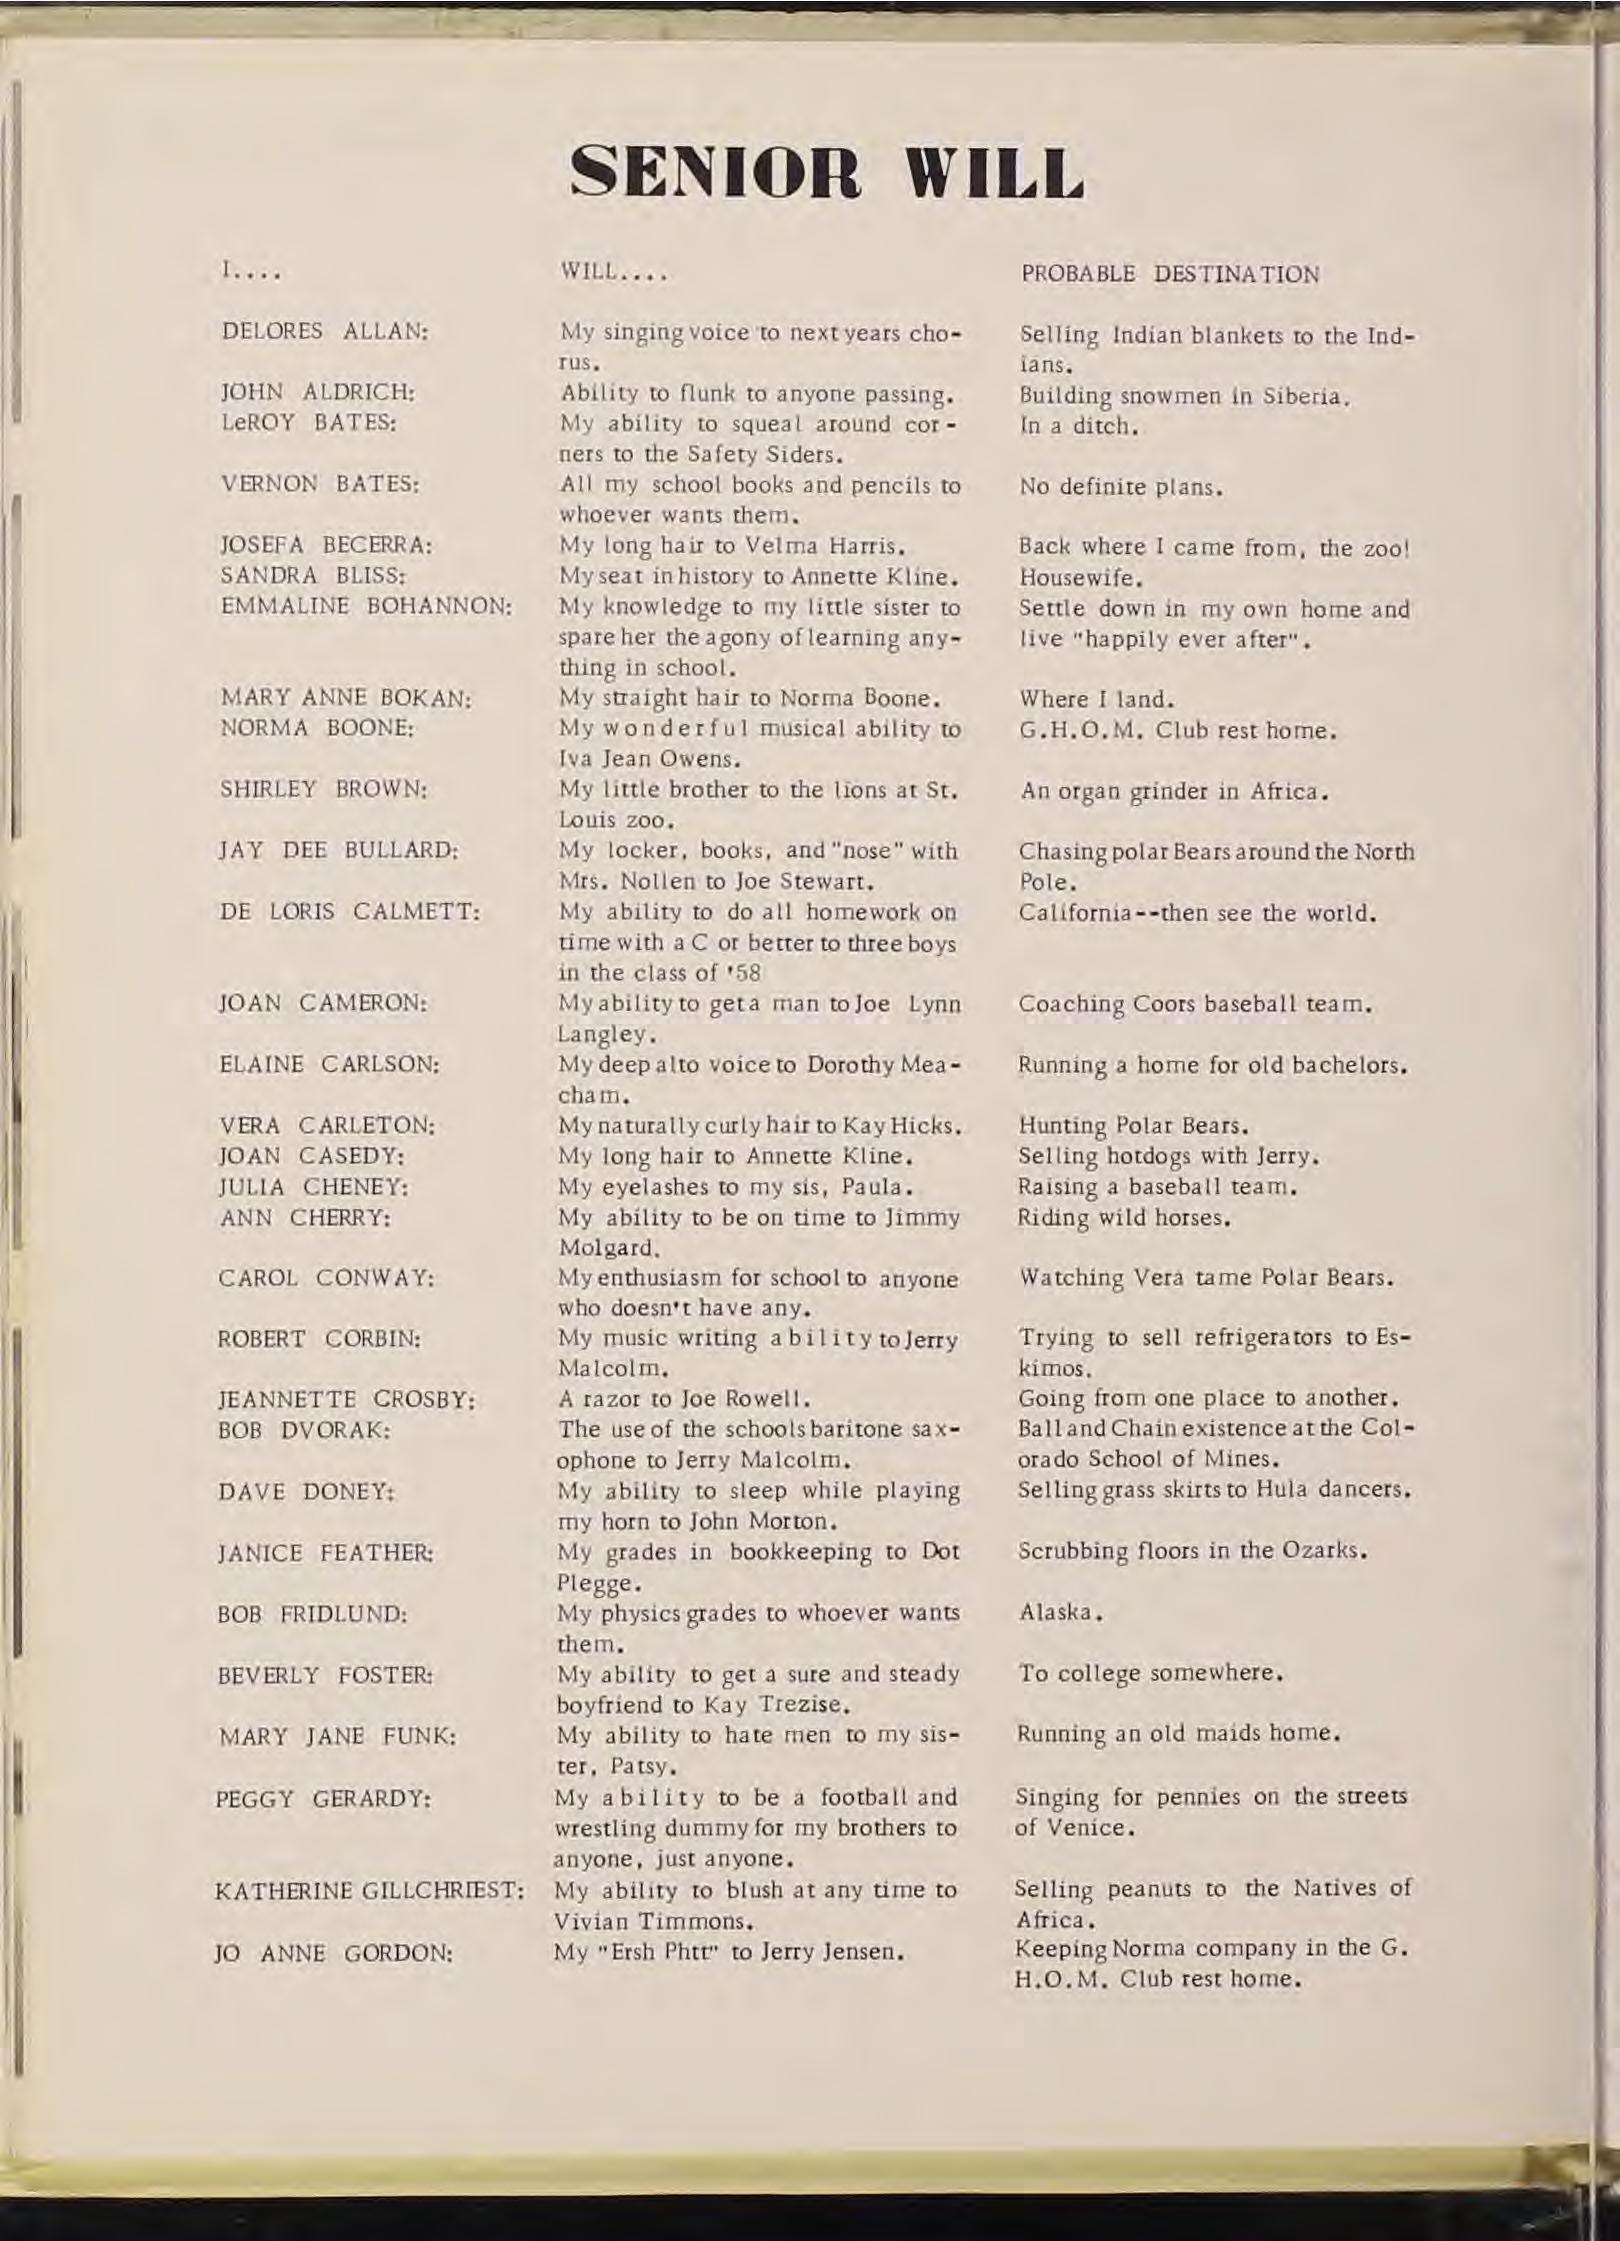 SENIOR WILL
I.... WILL.... PROBABLE DESTINATION
DELORES ALLAN: My singing voice to next years cho- Selling Indian blankets to the Ind-
rus. ians.
JOHN ALDRICH: Ability to flunk to anyone passing. Building snowmen in Siberia.
LeROY BATES: My ability to squeal around cor- In a ditch.
ners to the Safety Siders.
VERNON BATES: All my school books and pencils to No definite plans.
whoever wants them.
JOSEFA BECERRA: My long hair to Velma Harris. Back where I came from, the zoo!
SANDRA BLISS: My seat in history to Annette Kline. Housewife.
EMMALINE BOHANNON: My knowledge to my little sister to Settle down in my own home and
spare her the agony of learning any- live "happily ever after".
thing in school.
MARY ANNE BOKAN: My straight hair to Norma Boone. Where I land.
NORMA BOONE: My wonderful musical ability to G.H.O.M. Club rest home.
Iva Jean Owens.
SHIRLEY BROWN: My little brother to the lions at St. An organ grinder in Africa.
Louis zoo.
JAY DEE BULLARD: My locker, books, and "nose" with Chasing polar Bears around the North
Mrs. Nollen to Joe Stewart. Pole.
DE LORIS CALMETT: My ability to do all homework on California--then see the world.
time with a C or better to three boys
in the class of '58
JOAN CAMERON: My ability to get a man to Joe Lynn Coaching Coors baseball team.
Langley.
ELAINE CARLSON: My deep alto voice to Dorothy Mea- Running a home for old bachelors.
cham.
VERA CARLETON: My naturally curly hair to Kay Hicks. Hunting Polar Bears.
JOAN CASEDY: My long hair to Annette Kline. Selling hotdogs with Jerry.
JULIA CHENEY: My eyelashes to my sis, Paula. Raising a baseball team.
ANN CHERRY: My ability to be on time to Jimmy Riding wild horses.
Molgard.
CAROL CONWAY: My enthusiasm for school to anyone Watching Vera tame Polar Bears.
who doesn't have any.
ROBERT CORBIN: My music writing ability to Jerry Trying to sell refrigerators to Es-
Malcolm. kimos.
JEANNETTE CROSBY: A razor to Joe Rowell. Going from one place to another.
BOB DVORAK: The use of the schools baritone sax- Ball and Chain existence at the Col-
ophone to Jerry Malcolm. orado School of Mines.
DAVE DONEY: My ability to sleep while playing Selling grass skirts to Hula dancers.
my horn to John Morton.
JANICE FEATHER: My grades in bookkeeping to Dot Scrubbing floors in the Ozarks.
Plegge.
BOB FRIDLUND: My physics grades to whoever wants Alaska.
them.
BEVERLY FOSTER: My ability to get a sure and steady To college somewhere.
boyfriend to Kay Trezise.
MARY JANE FUNK: My ability to hate men to my sis- Running an old maids home.
ter, Patsy.
PEGGY GERARDY: My ability to be a football and Singing for pennies on the streets
wrestling dummy for my brothers to of Venice.
anyone, just anyone.
KATHERINE GILLCHRIEST: My ability to blush at any time to Selling peanuts to the Natives of
Vivian Timmons. Africa.
JO ANNE GORDON: My "Ersh Phtt" to Jerry Jensen. Keeping Norma company in the G.
H.O.M. Club rest home.